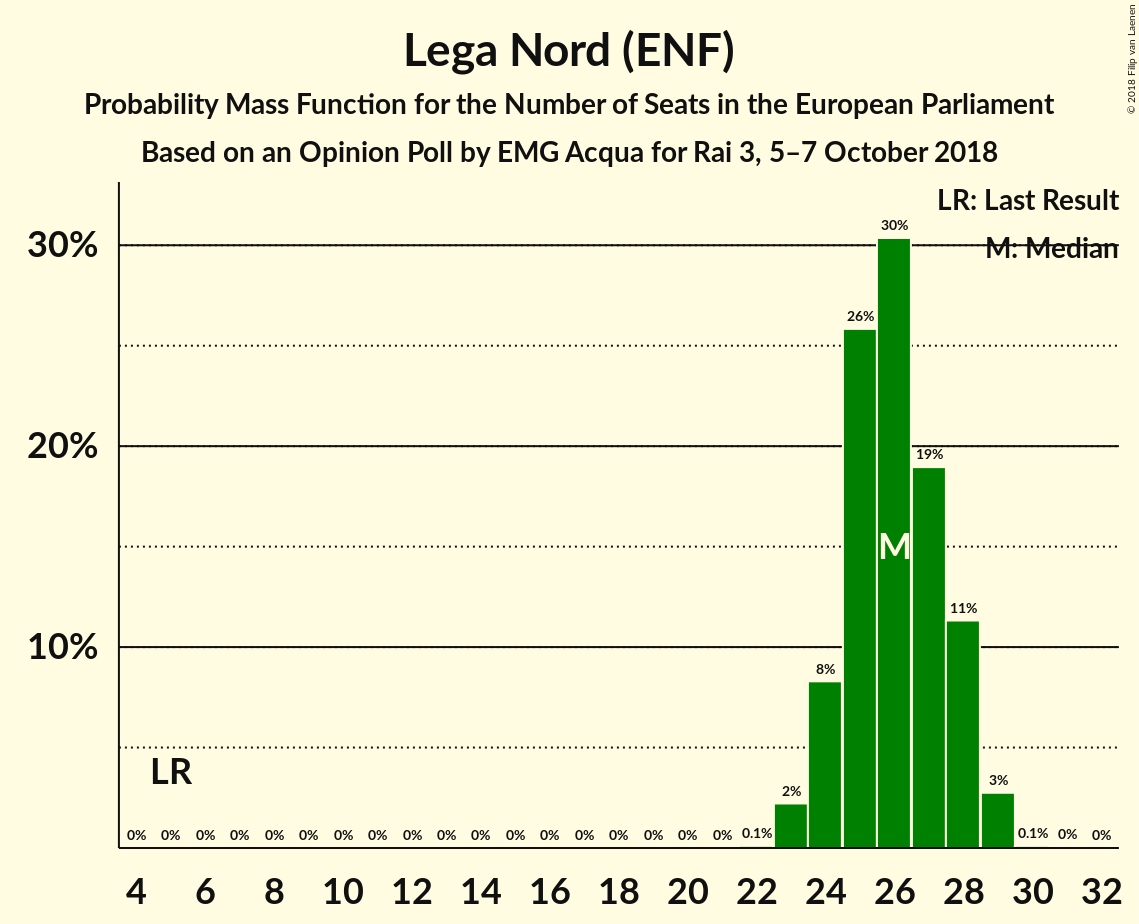 Lega Nord (ENF)
Probability Mass Function for the Number of Seats in the European Parliament
Based on an Opinion Poll by EMG Acqua for Rai 3, 5–7 October 2018
© 2018 Filip van Laenen
LR: Last Result
M: Median
30%
20%
10%
30%
26%
19%
11%
8%
3%
2%
M
LR
0% 0% 0% 0% 0% 0% 0% 0% 0% 0% 0% 0% 0% 0% 0% 0% 0% 0% 0.1% 0.1% 0% 0%
4 6 8 10 12 14 16 18 20 22 24 26 28 30 32